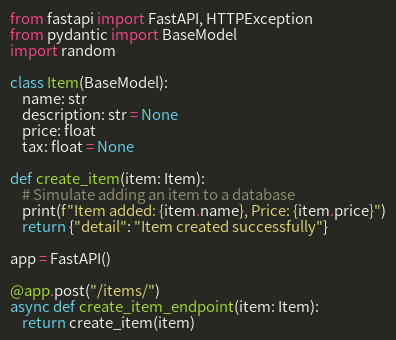 from fastapi import FastAPI, HTTPException
from pydantic import BaseModel
import random

class Item(BaseModel):
    name: str
    description: str = None
    price: float
    tax: float = None

def create_item(item: Item):
    # Simulate adding an item to a database
    print(f"Item added: {item.name}, Price: {item.price}")
    return {"detail": "Item created successfully"}

app = FastAPI()

@app.post("/items/")
async def create_item_endpoint(item: Item):
    return create_item(item)